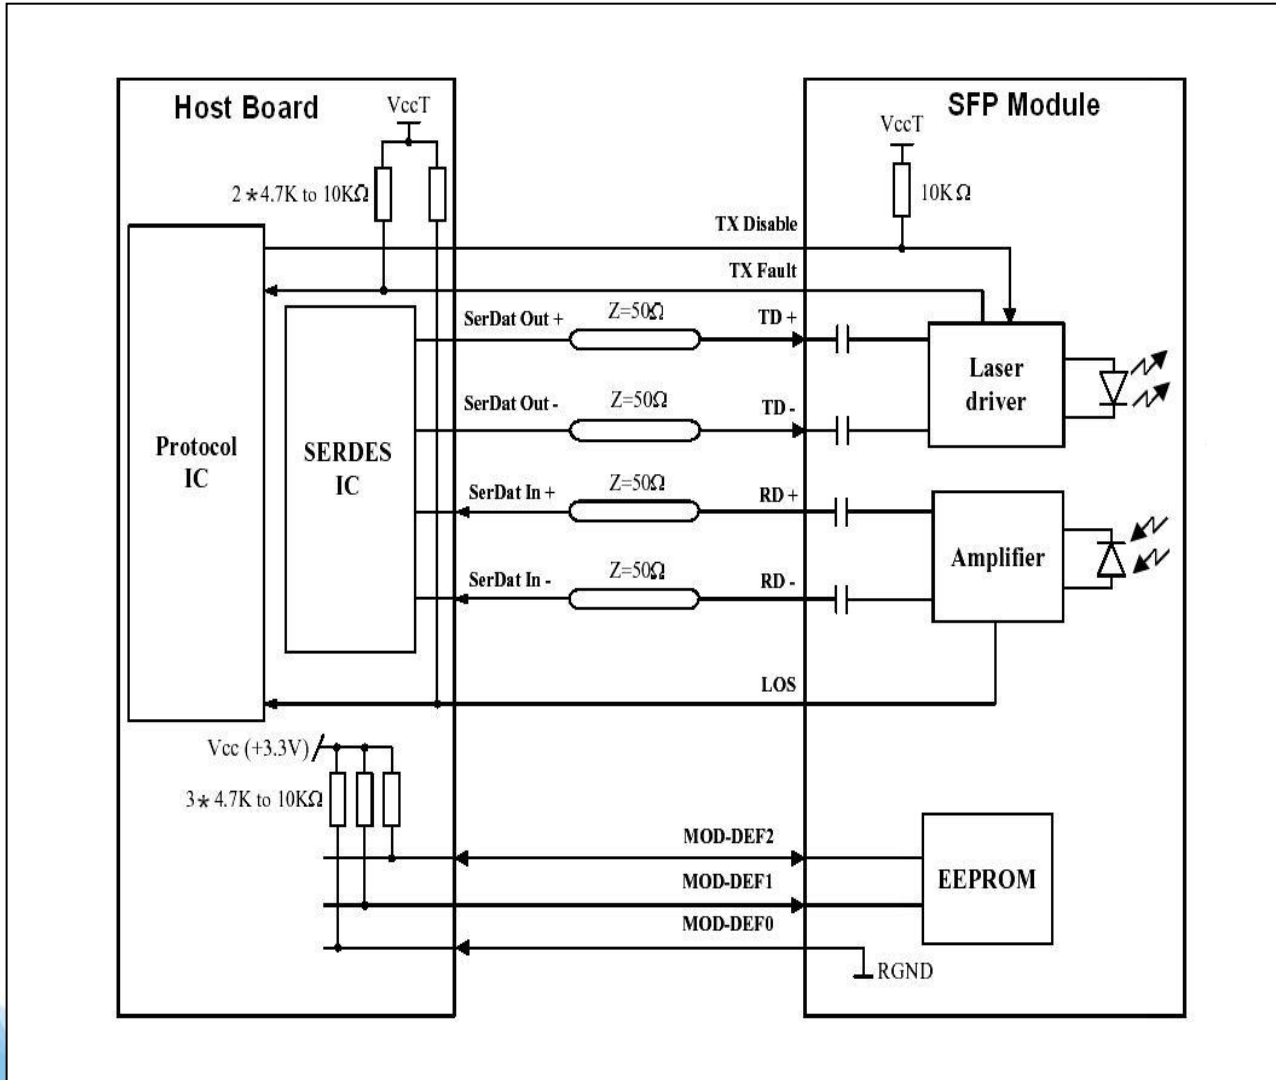 Host Board
VccT
SFP Module
VccT
2*4.7K to 10KΩ
10KΩ
TX Disable
TX Fault
SerDat Out +
Z=50Ω
TD +
Laser
driver
SerDat Out -
Z=50Ω
TD -
Protocol
IC
SERDES
IC
SerDat In +
Z=50Ω
RD +
Amplifier
SerDat In -
Z=50Ω
RD -
LOS
Vcc (+3.3V)
3* 4.7K to 10KΩ
MOD-DEF2
MOD-DEF1
EEPROM
MOD-DEF0
RGND